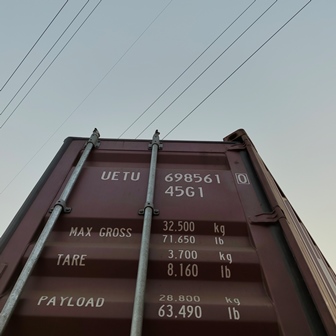 UETU 698561 0
45G1
MAX GROSS 32.500 kg
71.650 lb
TARE 3.700 kg
8,160 lb
PAYLOAD 28.800 kg
63,490 lb